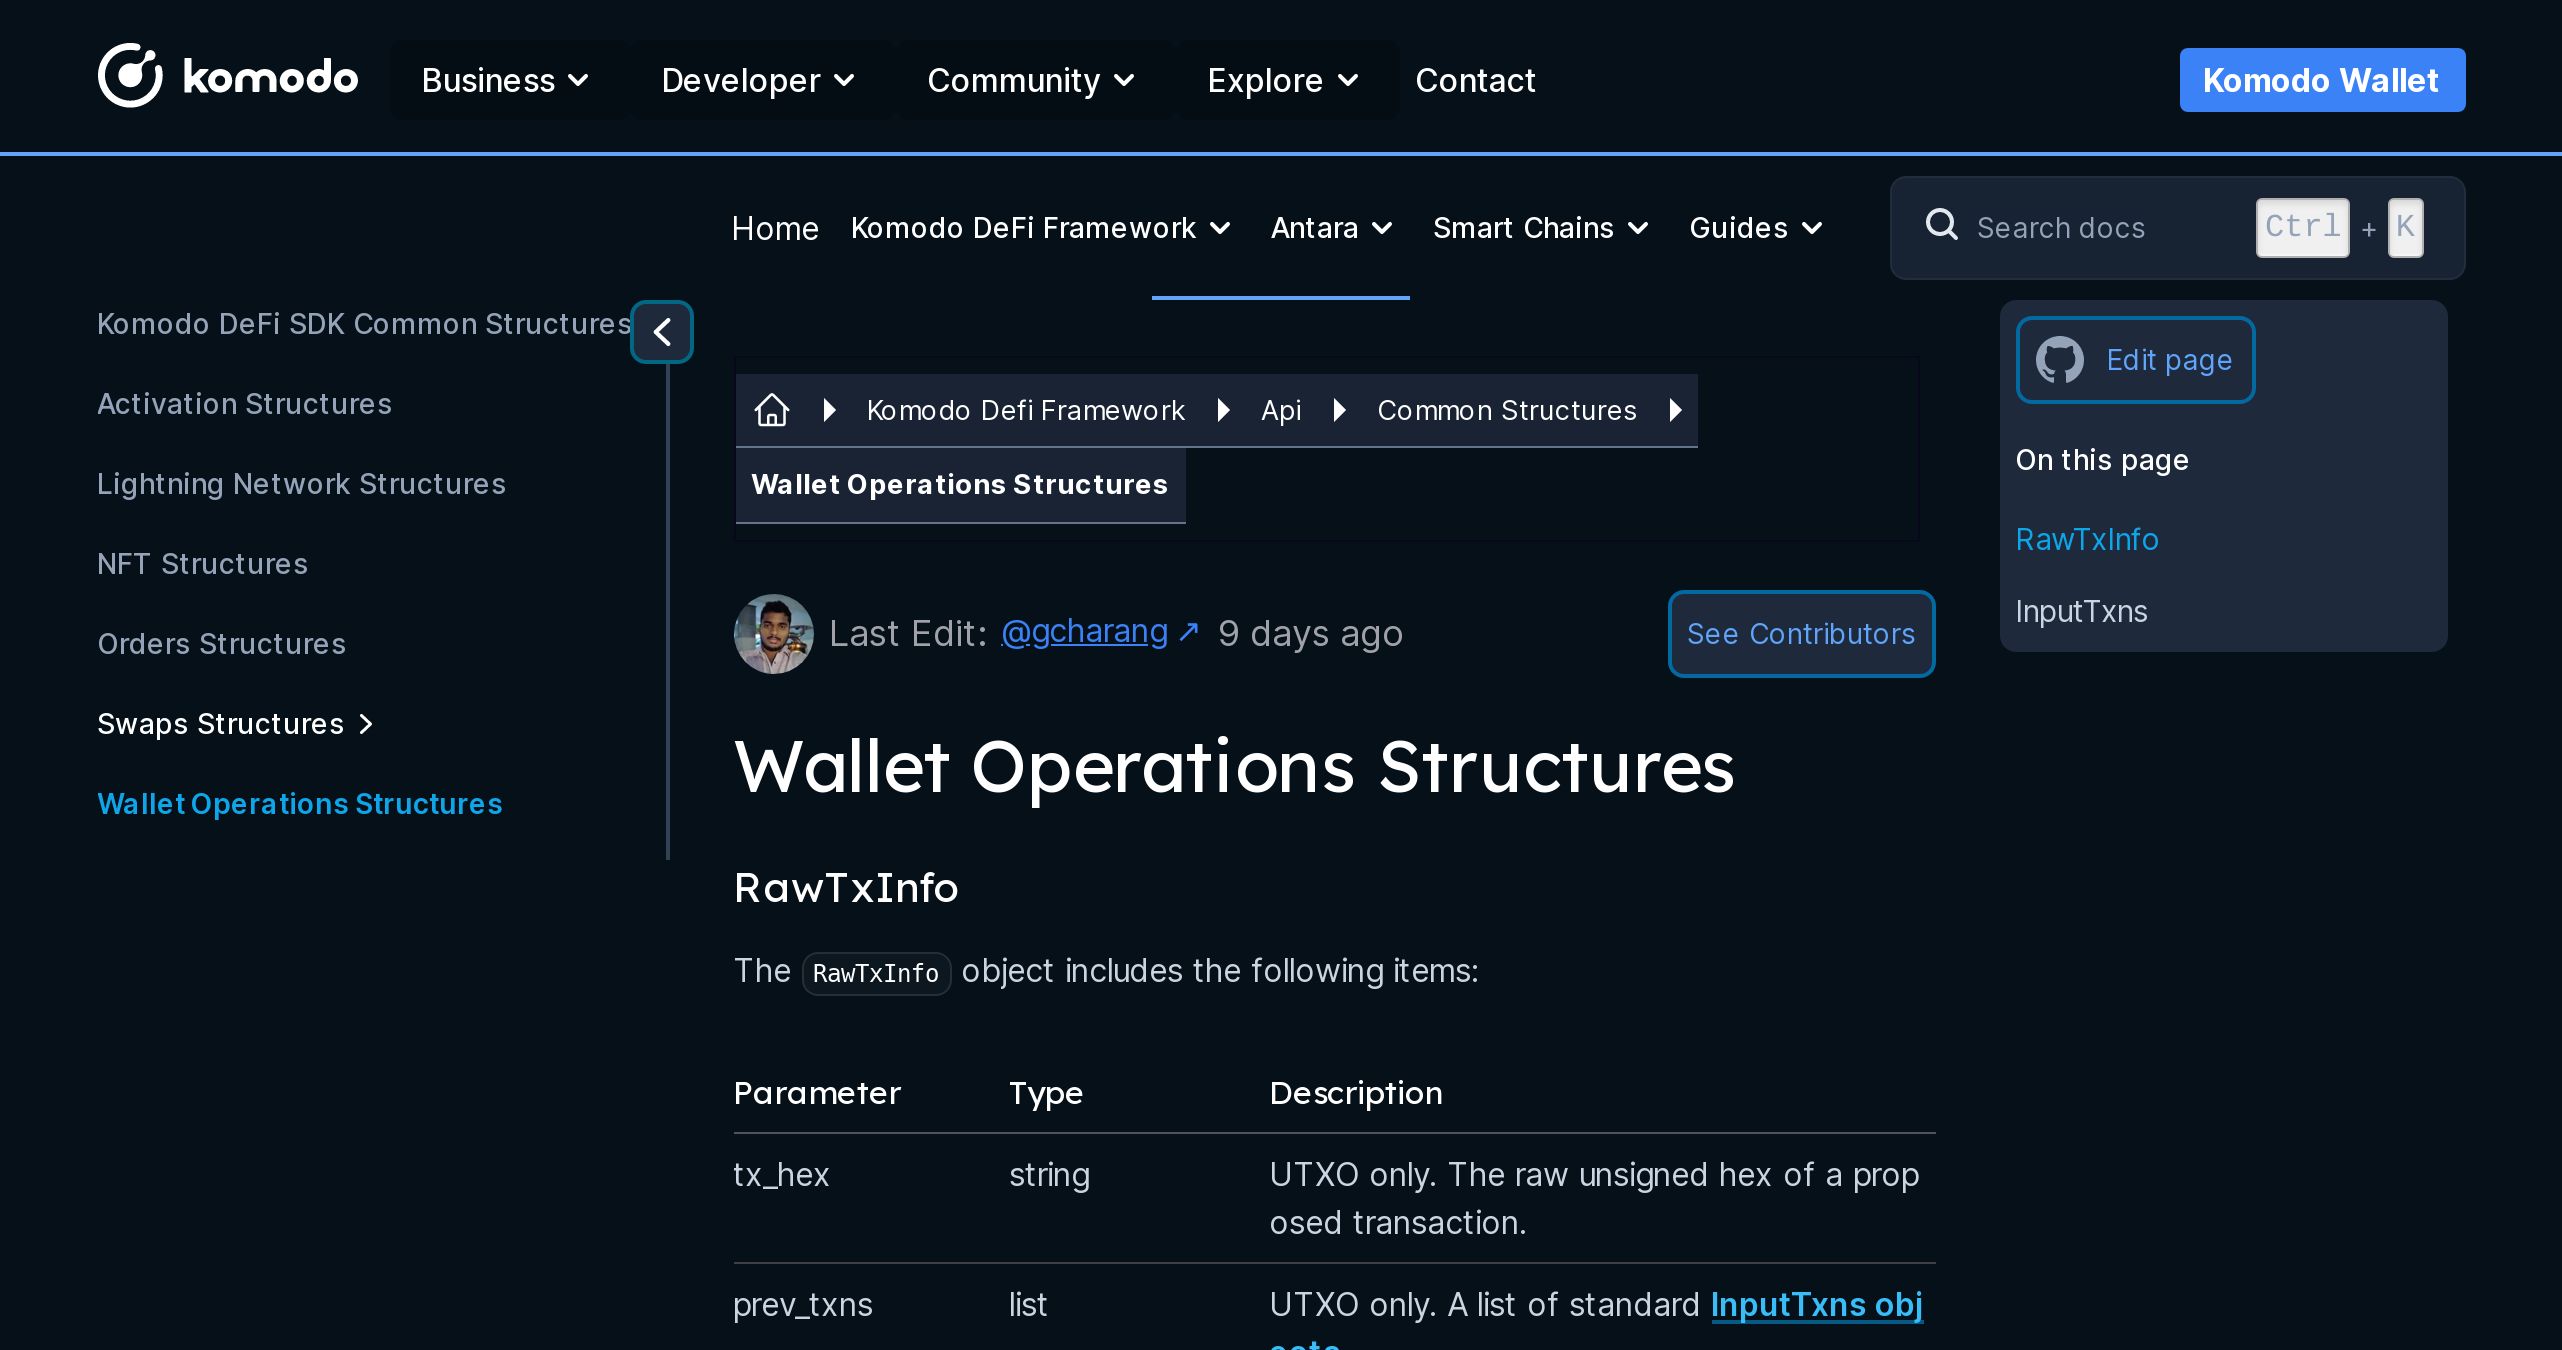 komodo
Business
Developer
Community
Explore
Contact
Komodo Wallet
Home
Komodo DeFi Framework
Antara
Smart Chains
Guides
Search docs
Ctrl + K
Komodo DeFi SDK Common Structures
Activation Structures
Lightning Network Structures
NFT Structures
Orders Structures
Swaps Structures
Wallet Operations Structures
Komodo Defi Framework
Api
Common Structures
Wallet Operations Structures
Last Edit: @gcharang ↗ 9 days ago
See Contributors
Wallet Operations Structures
RawTxInfo
The RawTxInfo object includes the following items:
Parameter Type Description
tx_hex string UTXO only. The raw unsigned hex of a prop
osed transaction.
prev_txns list UTXO only. A list of standard InputTxns obj
Edit page
On this page
RawTxInfo
InputTxns